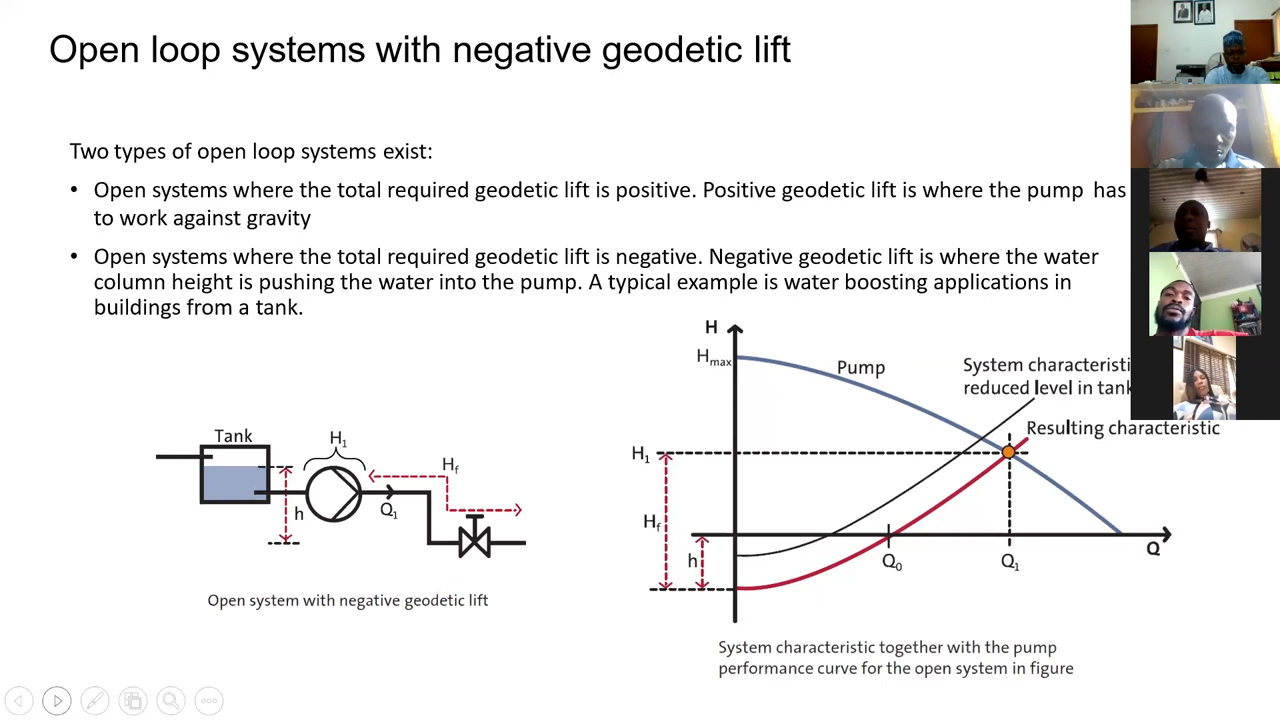 Open loop systems with negative geodetic lift
Two types of open loop systems exist:
• Open systems where the total required geodetic lift is positive. Positive geodetic lift is where the pump has
to work against gravity
• Open systems where the total required geodetic lift is negative. Negative geodetic lift is where the water
column height is pushing the water into the pump. A typical example is water boosting applications in
buildings from a tank.
Tank
H₁
H_f
h
Q₁
Open system with negative geodetic lift
H
H_max
Pump
System characteristi
reduced level in tank
Resulting characteristic
H₁
H_f
h
Q₀
Q₁
Q
System characteristic together with the pump
performance curve for the open system in figure